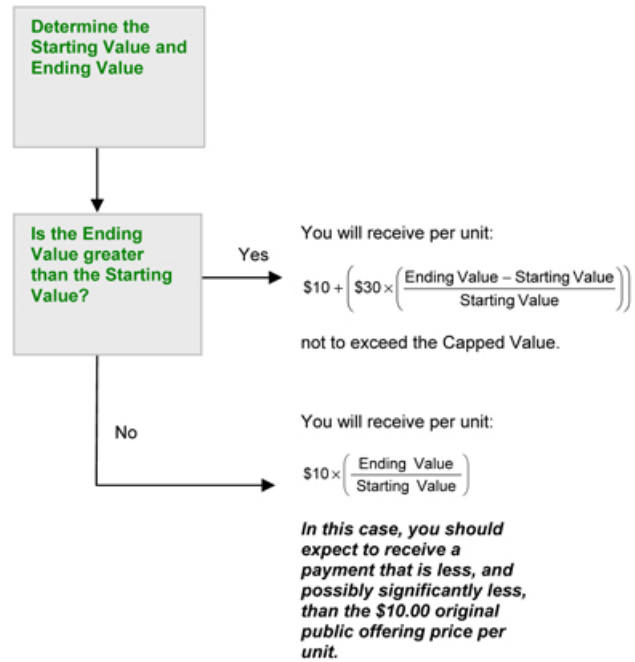 Determine the
Starting Value and
Ending Value
Is the Ending
Value greater
than the Starting
Value?
Yes
You will receive per unit:
$10 + ($30 × (Ending Value – Starting Value / Starting Value))
not to exceed the Capped Value.
No
You will receive per unit:
$10 × (Ending Value / Starting Value)
In this case, you should
expect to receive a
payment that is less, and
possibly significantly less,
than the $10.00 original
public offering price per
unit.